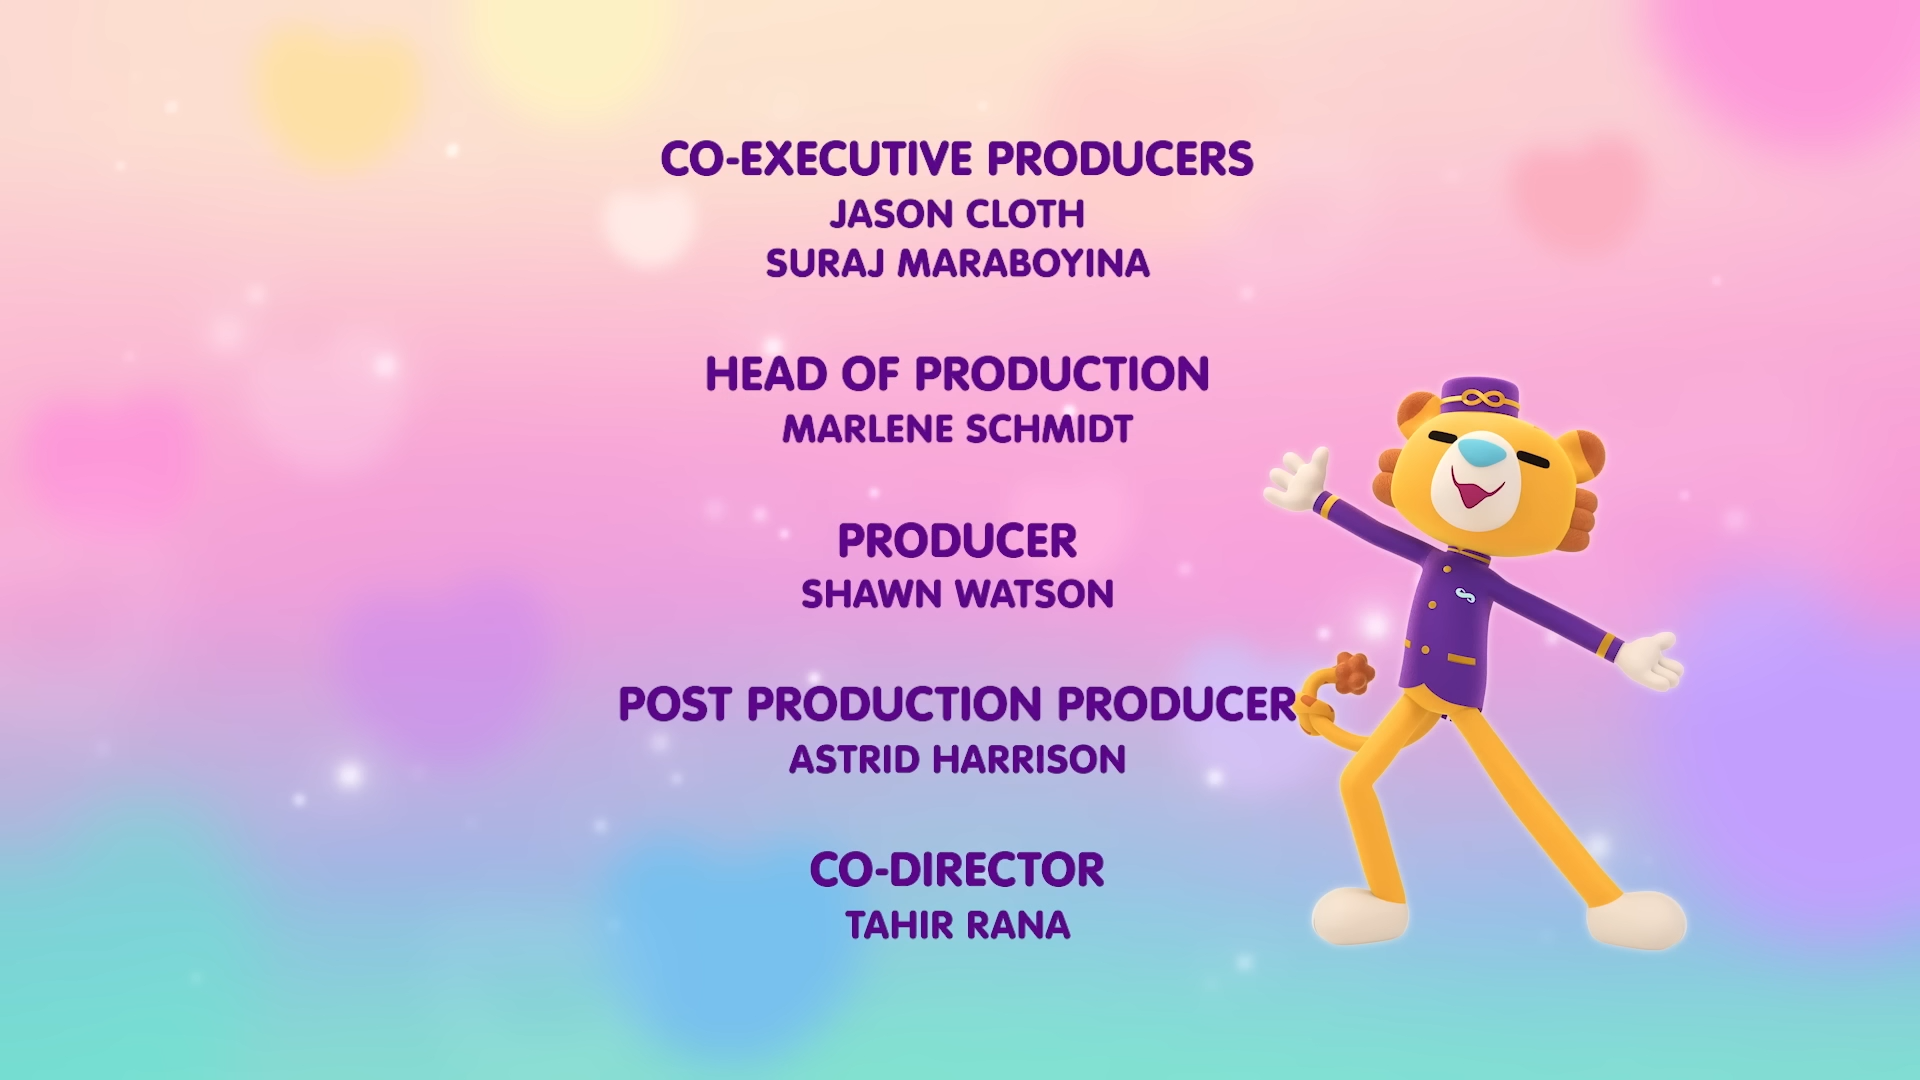 CO-EXECUTIVE PRODUCERS
JASON CLOTH
SURAJ MARABOYINA
HEAD OF PRODUCTION
MARLENE SCHMIDT
PRODUCER
SHAWN WATSON
POST PRODUCTION PRODUCER
ASTRID HARRISON
CO-DIRECTOR
TAHIR RANA